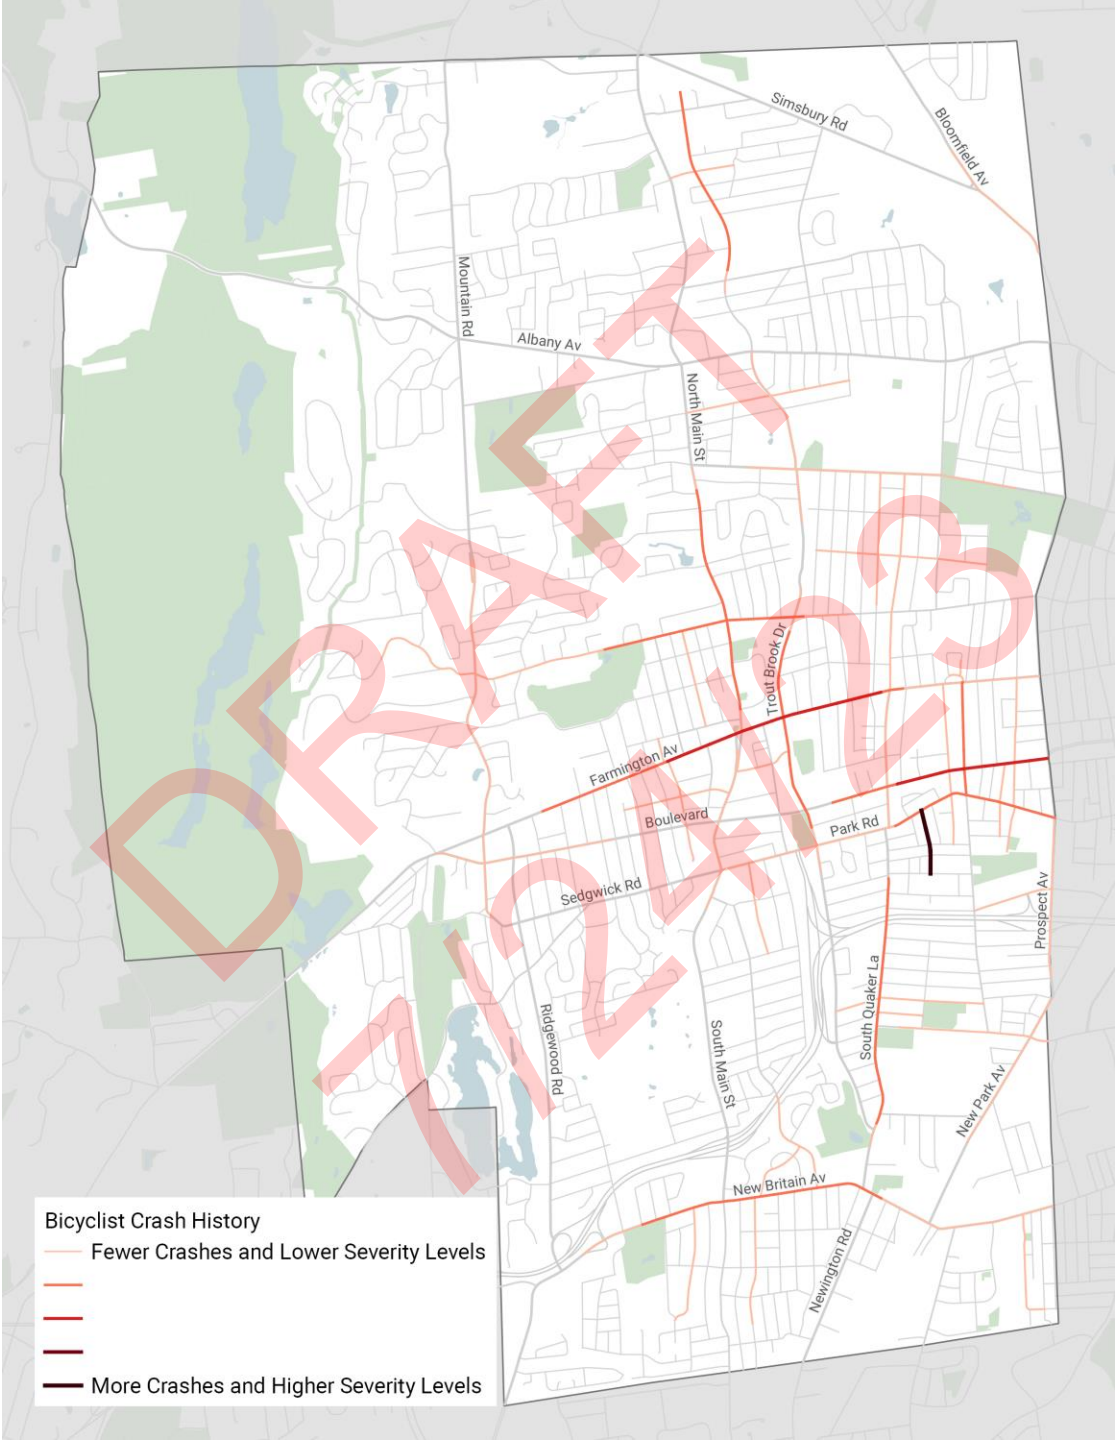 Simsbury Rd
Bloomfield Av
Mountain Rd
Albany Av
North Main St
Trout Brook Dr
Farmington Av
Boulevard
Park Rd
Sedgwick Rd
Prospect Av
South Quaker La
Ridgewood Rd
South Main St
New Park Av
New Britain Av
Newington Rd
DRAFT
7/24/23
Bicyclist Crash History
Fewer Crashes and Lower Severity Levels
More Crashes and Higher Severity Levels